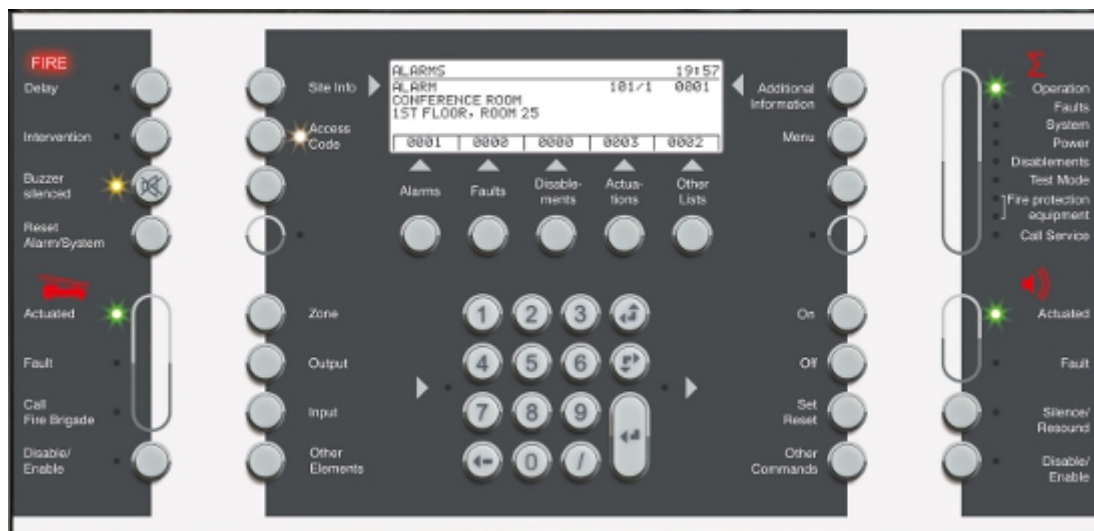 FIRE
Delay
Intervention
Buzzer
silenced
Reset
Alarm/System
Actuated
Fault
Call
Fire Brigade
Disable/
Enable
Site Info
Access
Code
ALARMS 19:57
ALARM 101/1 0001
CONFERENCE ROOM
1ST FLOOR, ROOM 25
0001 0000 0000 0003 0002
Alarms
Faults
Disable-
ments
Actua-
tions
Other
Lists
Additional
Information
Menu
Zone
Output
Input
Other
Elements
1 2 3
4 5 6
7 8 9
0 /
On
Off
Set
Reset
Other
Commands
Σ
Operation
Faults
System
Power
Disablements
Test Mode
Fire protection
equipment
Call Service
Actuated
Fault
Silence/
Resound
Disable/
Enable